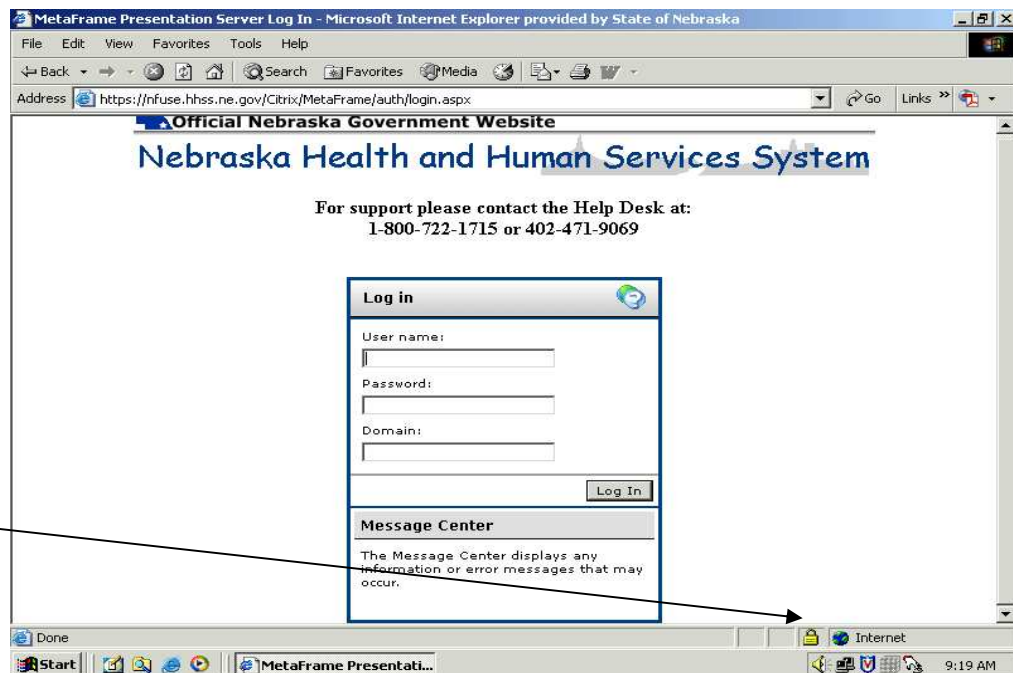 MetaFrame Presentation Server Log In - Microsoft Internet Explorer provided by State of Nebraska
File Edit View Favorites Tools Help
Back Search Favorites Media
Address https://nfuse.hhss.ne.gov/Citrix/MetaFrame/auth/login.aspx Go Links »
Official Nebraska Government Website
Nebraska Health and Human Services System
For support please contact the Help Desk at:
1-800-722-1715 or 402-471-9069
Log in
User name:
Password:
Domain:
Log In
Message Center
The Message Center displays any
information or error messages that may
occur.
Done Internet
Start MetaFrame Presentati... 9:19 AM